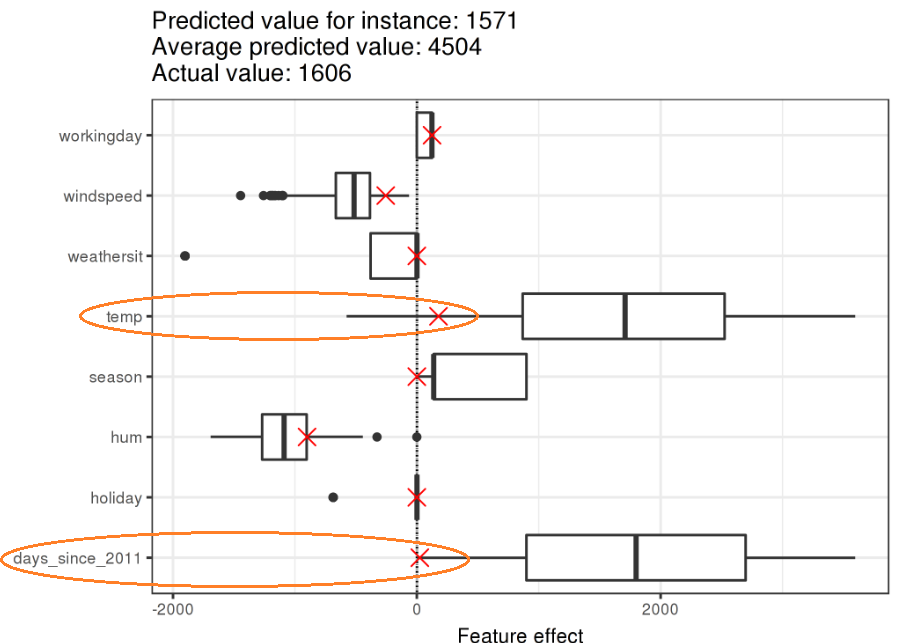 Predicted value for instance: 1571
Average predicted value: 4504
Actual value: 1606
workingday
windspeed
weathersit
temp
season
hum
holiday
days_since_2011
-2000 0 2000
Feature effect